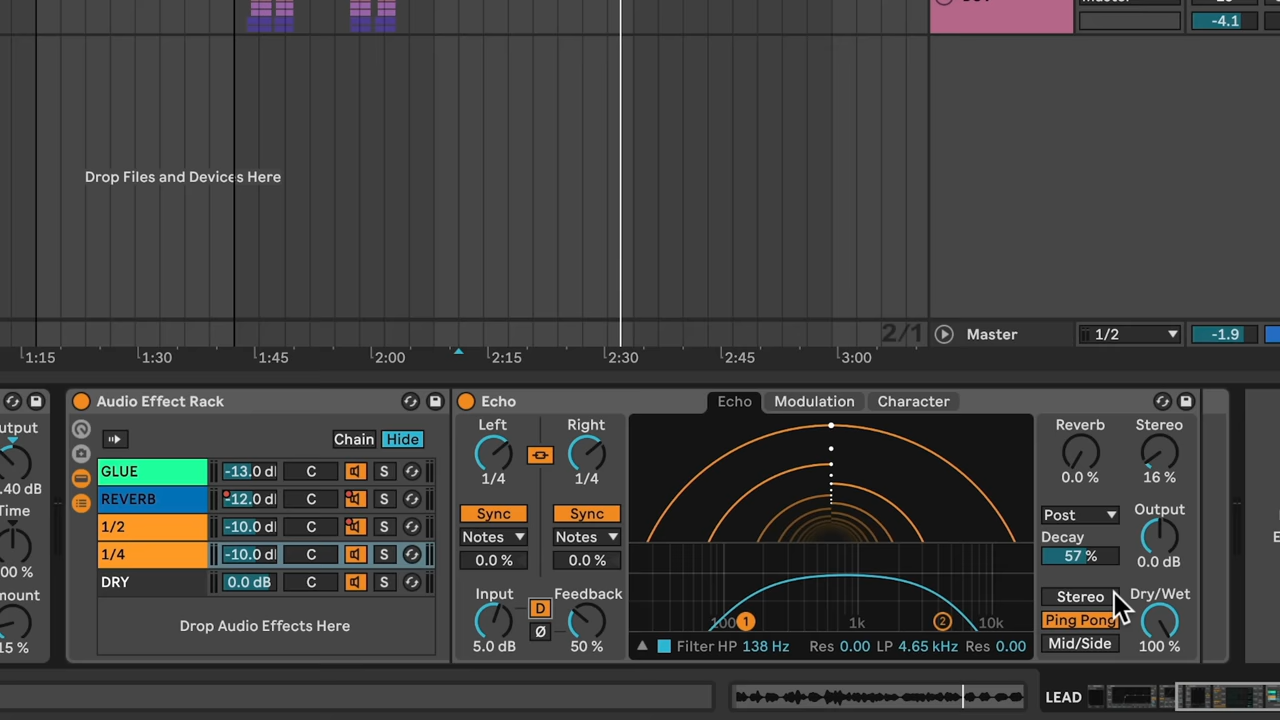 -4.1
Drop Files and Devices Here
2/1
Master
1/2
-1.9
1:15
1:30
1:45
2:00
2:15
2:30
2:45
3:00
utput
.40 dB
Time
00 %
mount
15 %
Audio Effect Rack
Chain
Hide
GLUE
-13.0 dl
C
S
REVERB
-12.0 dl
C
S
1/2
-10.0 dl
C
S
1/4
-10.0 dl
C
S
DRY
0.0 dB
C
S
Drop Audio Effects Here
Echo
Echo
Modulation
Character
Left
Right
1/4
1/4
Sync
Sync
Notes
Notes
0.0 %
0.0 %
Input
D
Feedback
Ø
5.0 dB
50 %
100
1k
10k
1
2
Filter HP 138 Hz Res 0.00 LP 4.65 kHz Res 0.00
Reverb
Stereo
0.0 %
16 %
Post
Output
Decay
57 %
0.0 dB
Stereo
Dry/Wet
Ping Pong
Mid/Side
100 %
LEAD